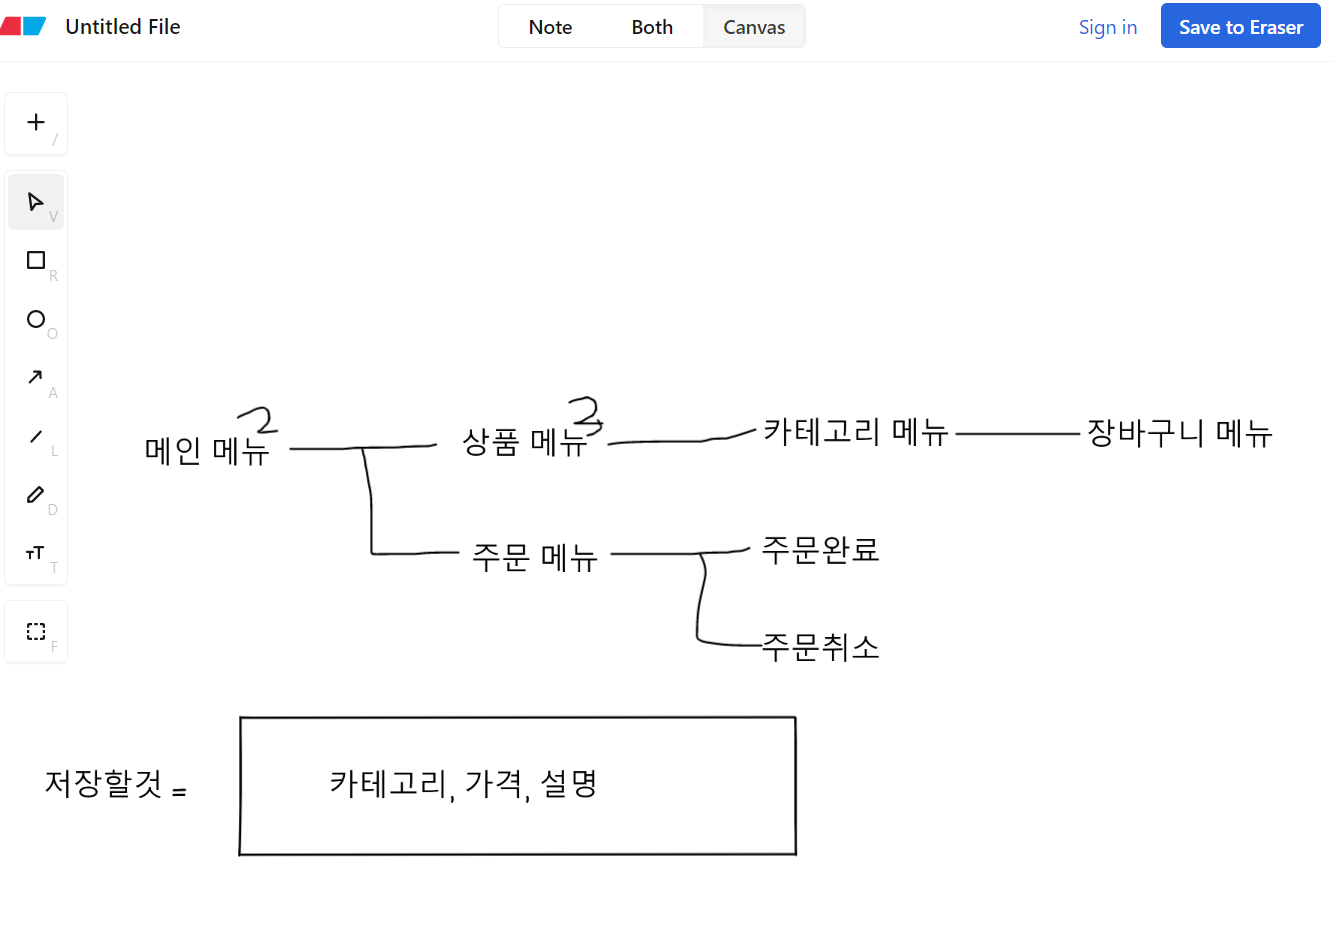 Untitled File
Note
Both
Canvas
Sign in
Save to Eraser
/
V
R
O
A
L
D
T
F
메인 메뉴 2
상품 메뉴 3
카테고리 메뉴
장바구니 메뉴
주문 메뉴
주문완료
주문취소
저장할것 =
카테고리, 가격, 설명